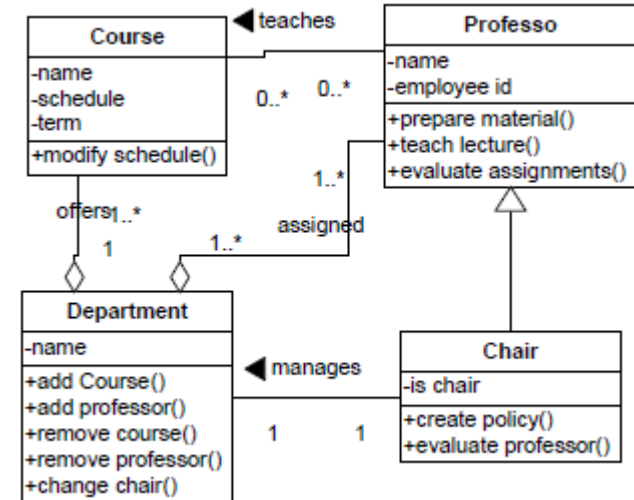 Course
-name
-schedule
-term
+modify schedule()
teaches
0..*
0..*
Professo
-name
-employee id
+prepare material()
+teach lecture()
+evaluate assignments()
offers
1..*
1
1..*
assigned
1..*
Department
-name
+add Course()
+add professor()
+remove course()
+remove professor()
+change chair()
manages
1
1
Chair
-is chair
+create policy()
+evaluate professor()